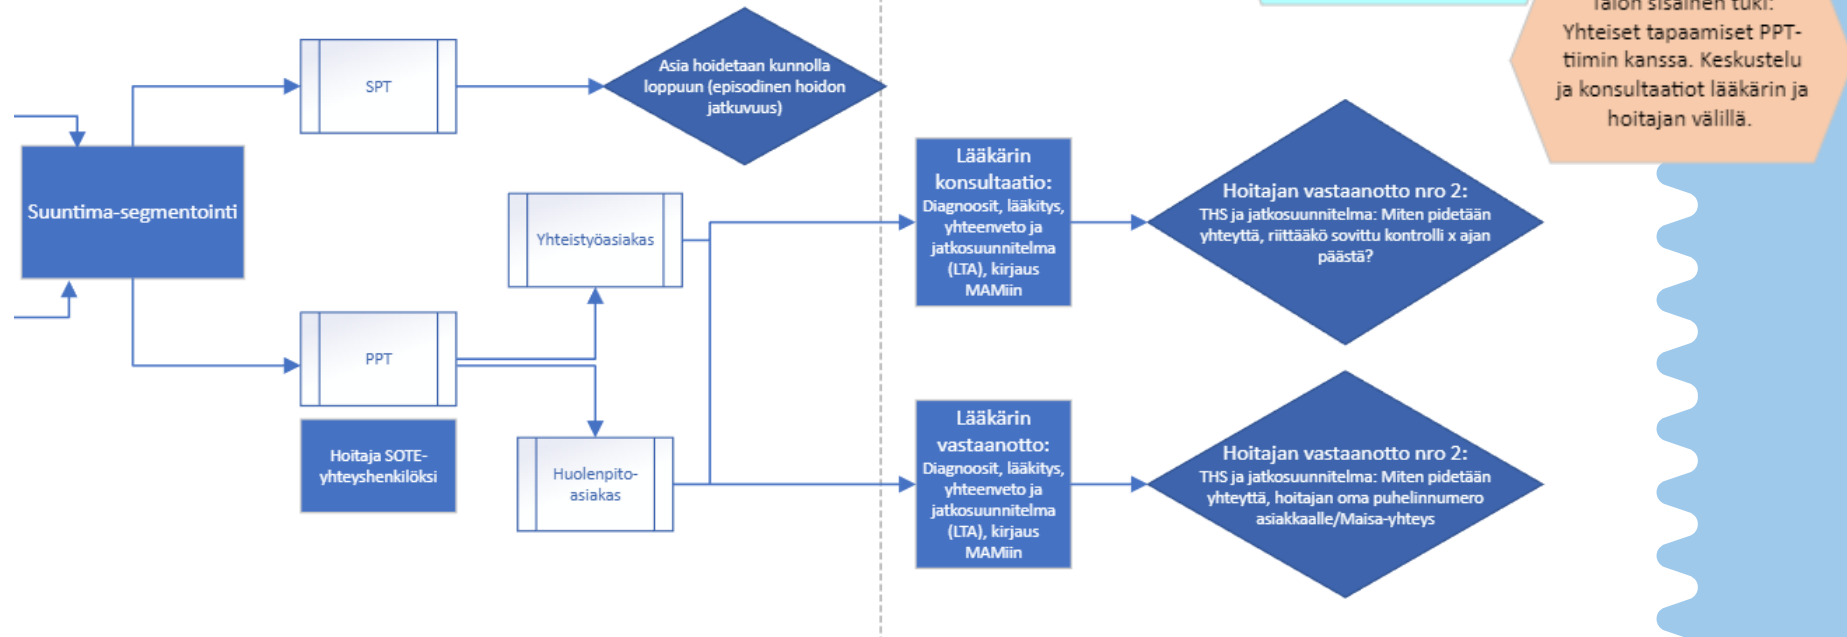 Talon sisäinen tuki:
Yhteiset tapaamiset PPT-
tiimin kanssa. Keskustelu
ja konsultaatiot lääkärin ja
hoitajan välillä.
SPT
Asia hoidetaan kunnolla
loppuun (episodinen hoidon
jatkuvuus)
Suuntima-segmentointi
Yhteistyöasiakas
Lääkärin
konsultaatio:
Diagnoosit, lääkitys,
yhteenveto ja
jatkosuunnitelma
(LTA), kirjaus
MAMiin
Hoitajan vastaanotto nro 2:
THS ja jatkosuunnitelma: Miten pidetään
yhteyttä, riittääkö sovittu kontrolli x ajan
päästä?
PPT
Hoitaja SOTE-
yhteyshenkilöksi
Huolenpito-
asiakas
Lääkärin
vastaanotto:
Diagnoosit, lääkitys,
yhteenveto ja
jatkosuunnitelma
(LTA), kirjaus
MAMiin
Hoitajan vastaanotto nro 2:
THS ja jatkosuunnitelma: Miten pidetään
yhteyttä, hoitajan oma puhelinnumero
asiakkaalle/Maisa-yhteys